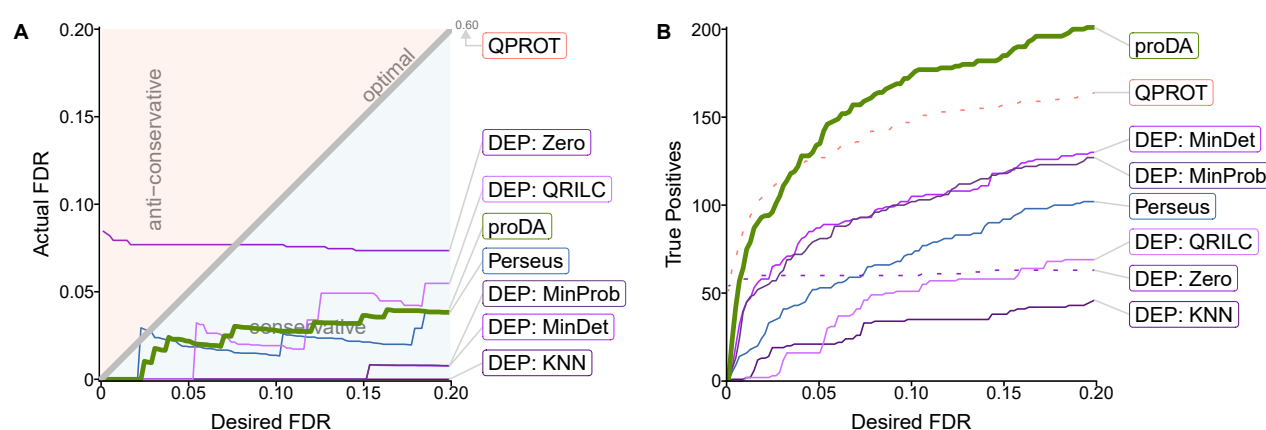 A
0.20
0.15
0.10
0.05
0
Actual FDR
anti−conservative
optimal
conservative
0.60
QPROT
DEP: Zero
DEP: QRILC
proDA
Perseus
DEP: MinProb
DEP: MinDet
DEP: KNN
0
0.05
0.10
0.15
0.20
Desired FDR
B
200
150
100
50
0
True Positives
proDA
QPROT
DEP: MinDet
DEP: MinProb
Perseus
DEP: QRILC
DEP: Zero
DEP: KNN
0
0.05
0.10
0.15
0.20
Desired FDR